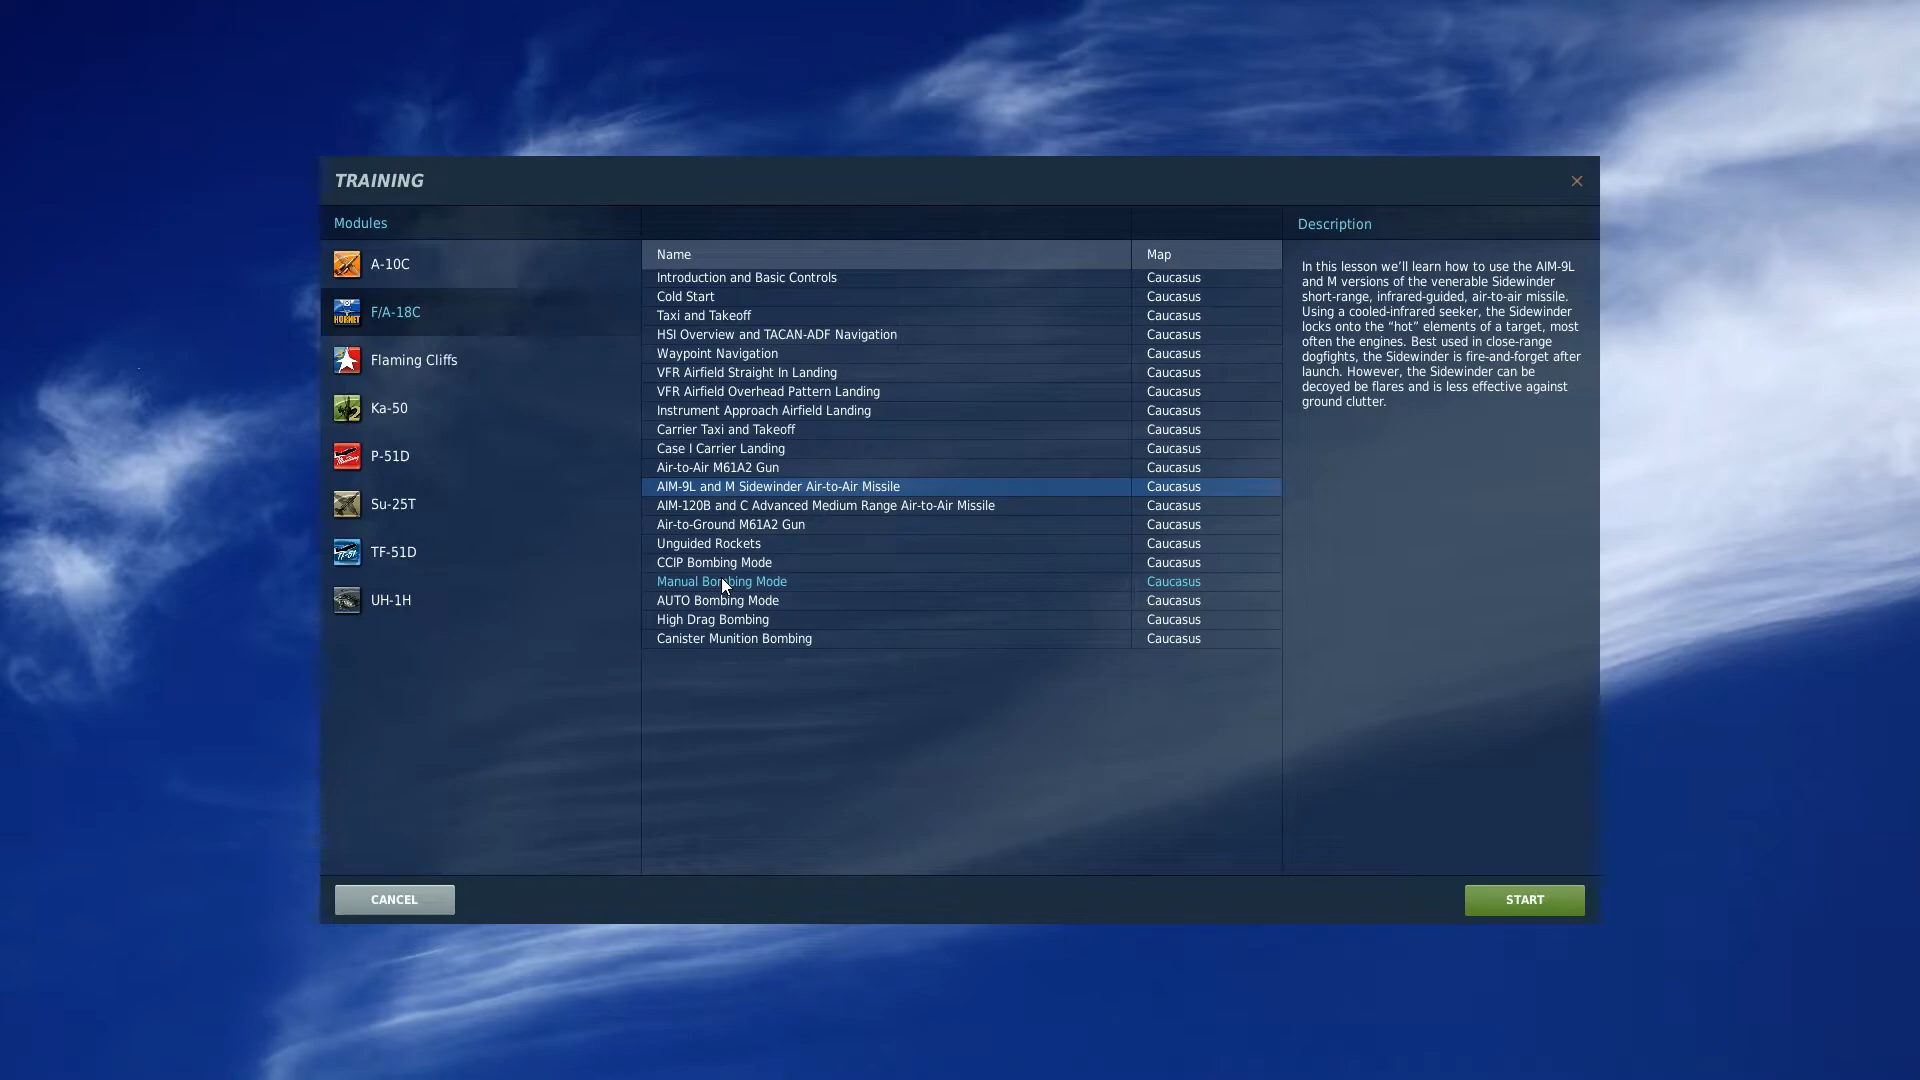 TRAINING
Modules
Description
A-10C
F/A-18C
HORNET
Flaming Cliffs
Ka-50
P-51D
Su-25T
TF-51D
UH-1H
Name Map
Introduction and Basic Controls Caucasus
Cold Start Caucasus
Taxi and Takeoff Caucasus
HSI Overview and TACAN-ADF Navigation Caucasus
Waypoint Navigation Caucasus
VFR Airfield Straight In Landing Caucasus
VFR Airfield Overhead Pattern Landing Caucasus
Instrument Approach Airfield Landing Caucasus
Carrier Taxi and Takeoff Caucasus
Case I Carrier Landing Caucasus
Air-to-Air M61A2 Gun Caucasus
AIM-9L and M Sidewinder Air-to-Air Missile Caucasus
AIM-120B and C Advanced Medium Range Air-to-Air Missile Caucasus
Air-to-Ground M61A2 Gun Caucasus
Unguided Rockets Caucasus
CCIP Bombing Mode Caucasus
Manual Bombing Mode Caucasus
AUTO Bombing Mode Caucasus
High Drag Bombing Caucasus
Canister Munition Bombing Caucasus
In this lesson we’ll learn how to use the AIM-9L
and M versions of the venerable Sidewinder
short-range, infrared-guided, air-to-air missile.
Using a cooled-infrared seeker, the Sidewinder
locks onto the “hot” elements of a target, most
often the engines. Best used in close-range
dogfights, the Sidewinder is fire-and-forget after
launch. However, the Sidewinder can be
decoyed be flares and is less effective against
ground clutter.
CANCEL
START